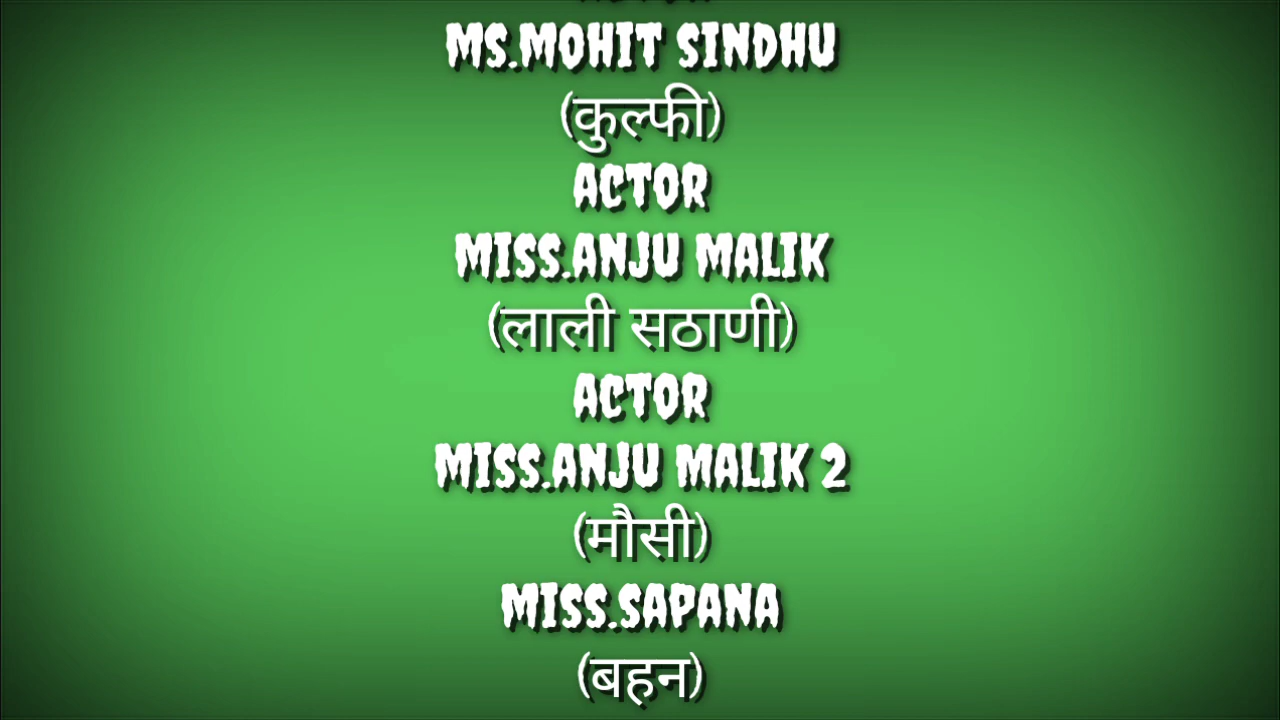 MS.MOHIT SINDHU
(कुल्फी)
ACTOR
MISS.ANJU MALIK
(लाली सठाणी)
ACTOR
MISS.ANJU MALIK 2
(मौसी)
MISS.SAPANA
(बहन)